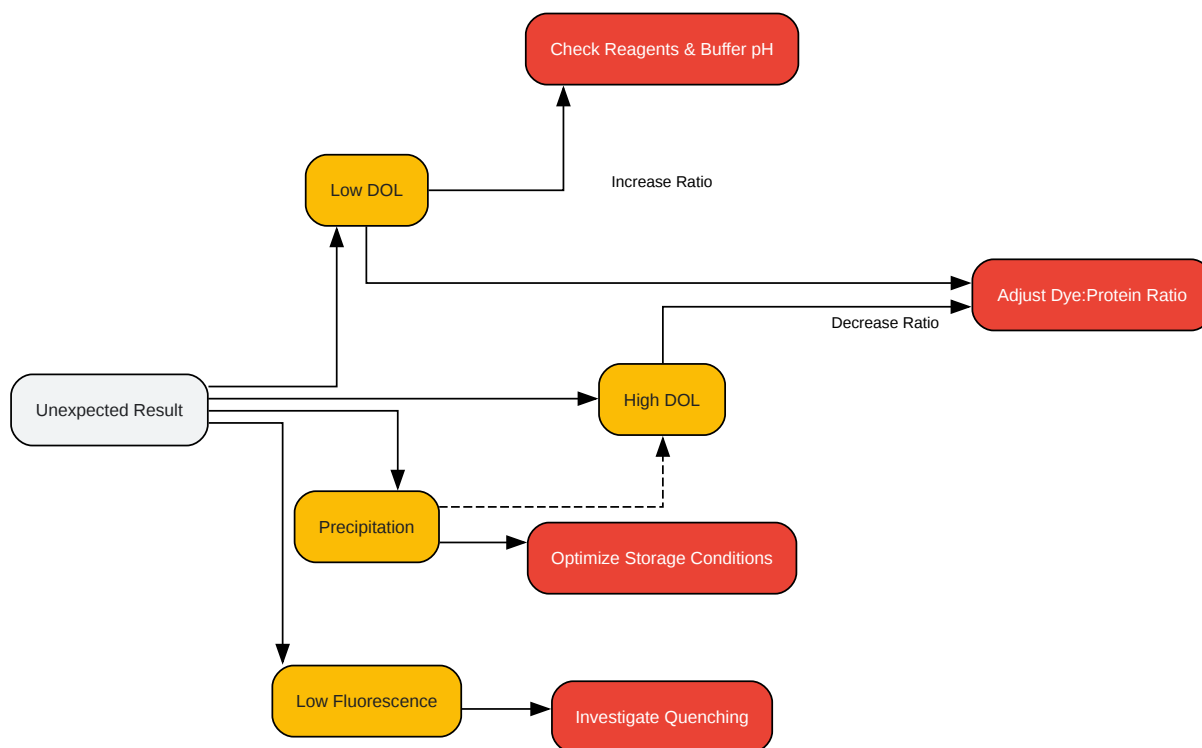 Check Reagents & Buffer pH
Low DOL
Increase Ratio
Adjust Dye:Protein Ratio
Decrease Ratio
Unexpected Result
High DOL
Precipitation
Optimize Storage Conditions
Low Fluorescence
Investigate Quenching